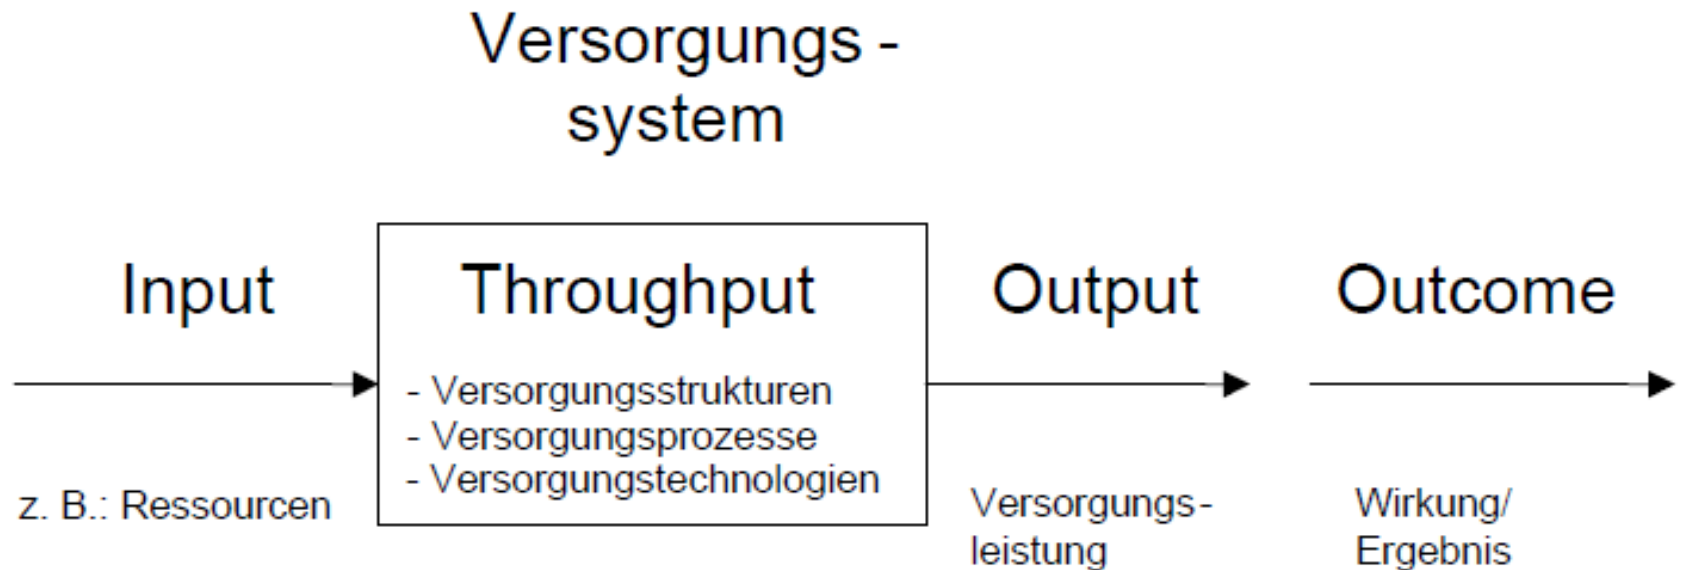 Versorgungs -
system
Input
Throughput
Output
Outcome
- Versorgungsstrukturen
- Versorgungsprozesse
- Versorgungstechnologien
z. B.: Ressourcen
Versorgungs-
leistung
Wirkung/
Ergebnis